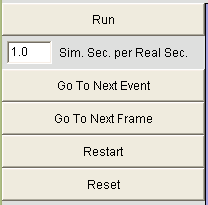 Run
1.0 Sim. Sec. per Real Sec.
Go To Next Event
Go To Next Frame
Restart
Reset